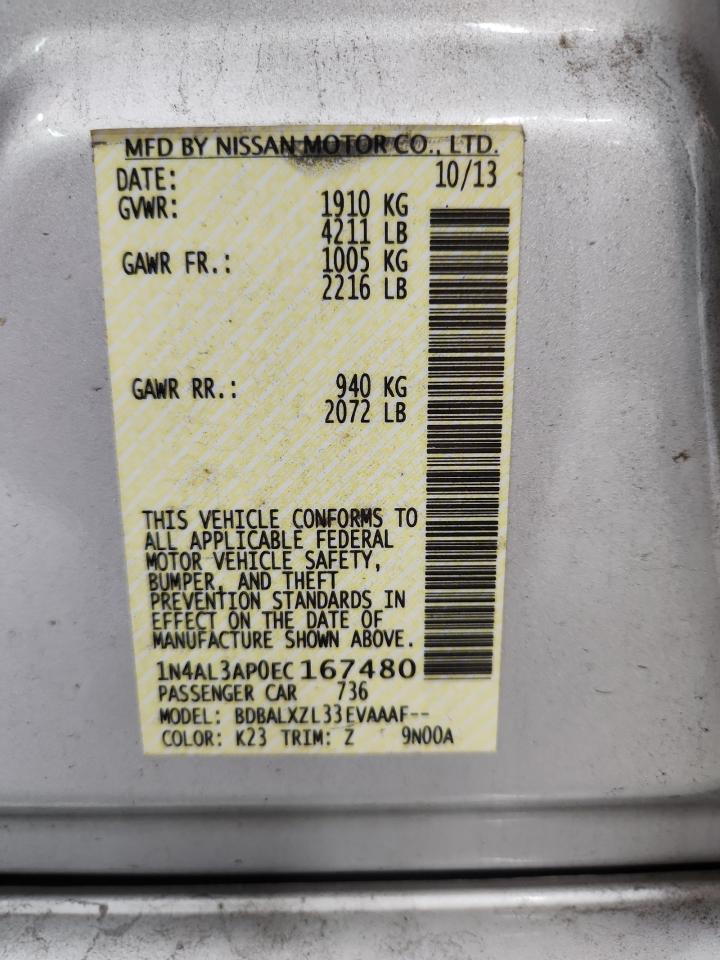 MFD BY NISSAN MOTOR CO., LTD.
DATE: 10/13
GVWR: 1910 KG
4211 LB
GAWR FR.: 1005 KG
2216 LB
GAWR RR.: 940 KG
2072 LB
THIS VEHICLE CONFORMS TO
ALL APPLICABLE FEDERAL
MOTOR VEHICLE SAFETY,
BUMPER, AND THEFT
PREVENTION STANDARDS IN
EFFECT ON THE DATE OF
MANUFACTURE SHOWN ABOVE.
1N4AL3AP0EC167480
PASSENGER CAR 736
MODEL: BDBALXZL33EVAAAF--
COLOR: K23 TRIM: Z 9N00A